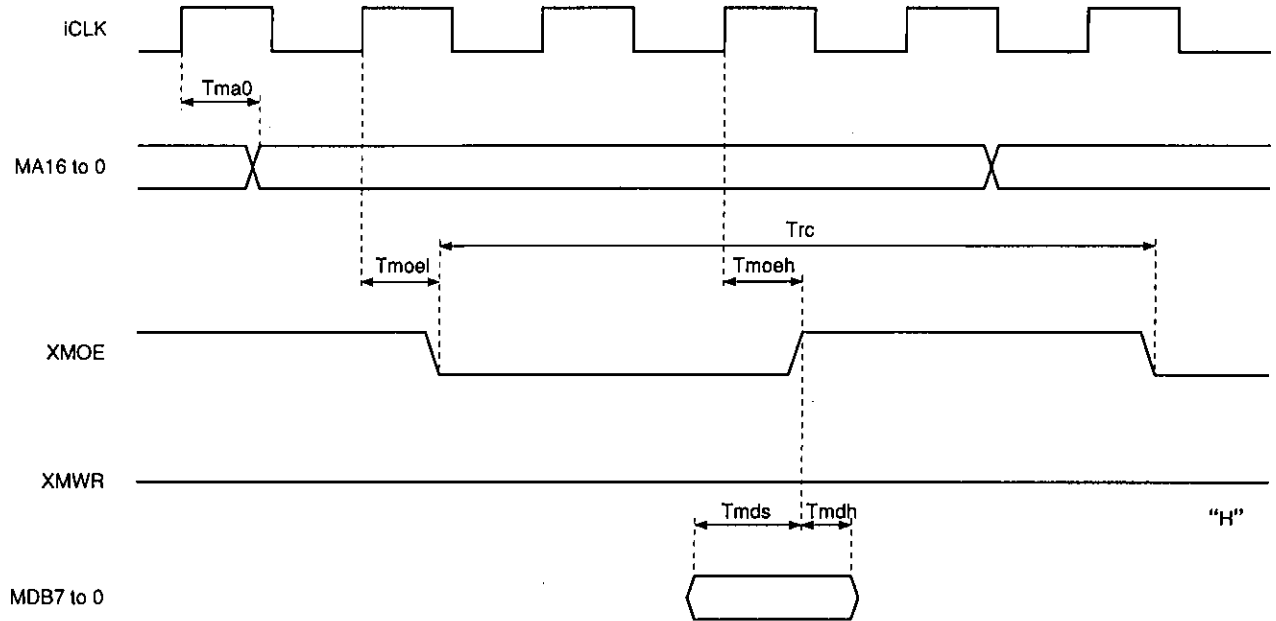 iCLK
Tma0
MA16 to 0
Trc
Tmoel
Tmoeh
XMOE
XMWR
Tmds
Tmdh
“H”
MDB7 to 0